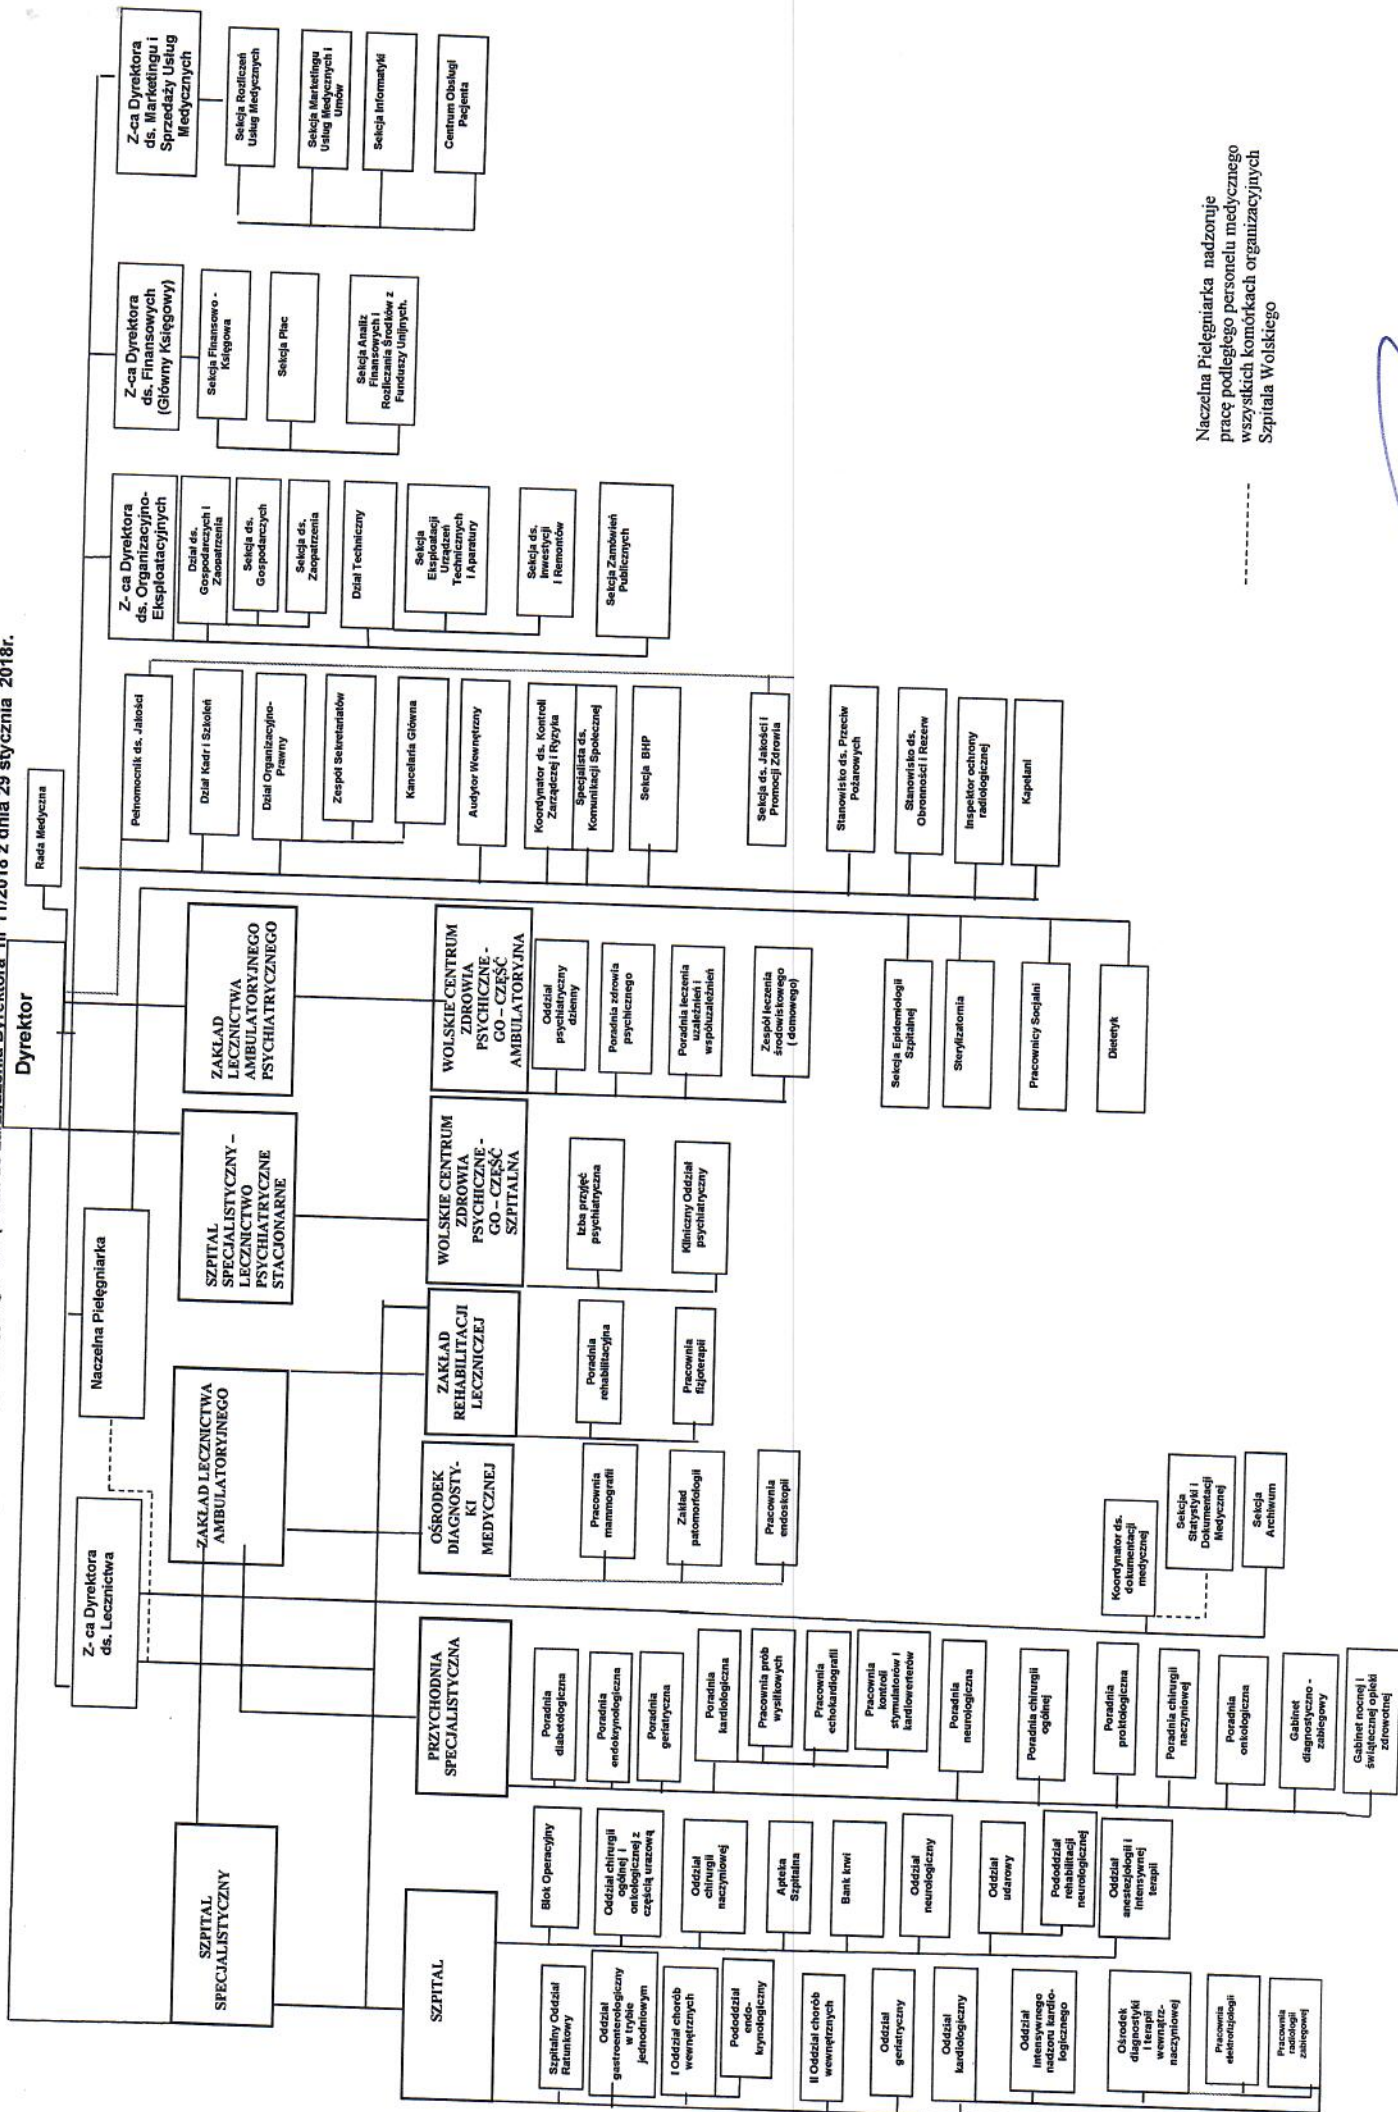 Zarządzenia Dyrektora nr 11/2018 z dnia 29 stycznia 2018r.
Dyrektor
Rada Medyczna
Z- ca Dyrektora
ds. Lecznictwa
Naczelna Pielęgniarka
Z- ca Dyrektora
ds. Organizacyjno-
Eksploatacyjnych
Z-ca Dyrektora
ds. Finansowych
(Główny Księgowy)
Z-ca Dyrektora
ds. Marketingu i
Sprzedaży Usług
Medycznych
SZPITAL
SPECJALISTYCZNY
ZAKŁAD LECZNICTWA
AMBULATORYJNEGO
SZPITAL
SPECJALISTYCZNY –
LECZNICTWO
PSYCHIATRYCZNE
STACJONARNE
ZAKŁAD
LECZNICTWA
AMBULATORYJNEGO
PSYCHIATRYCZNEGO
SZPITAL
Szpitalny Oddział
Ratunkowy
Oddział
gastroenterologiczny
w trybie
jednodniowym
I Oddział chorób
wewnętrznych
Pododdział
endo-
krynologiczny
II Oddział chorób
wewnętrznych
Oddział
geriatryczny
Oddział
kardiologiczny
Oddział
intensywnego
nadzoru kardio-
logicznego
Ośrodek
diagnostyki
i terapii
wewnątrz-
naczyniowej
Pracownia
elektrofizjologii
Pracownia
radiologii
zabiegowej
Blok Operacyjny
Oddział chirurgii
ogólnej i
onkologicznej z
częścią urazową
Oddział
chirurgii
naczyniowej
Apteka
Szpitalna
Bank krwi
Oddział
neurologiczny
Oddział
udarowy
Pododdział
rehabilitacji
neurologicznej
Oddział
anestezjologii i
intensywnej
terapii
PRZYCHODNIA
SPECJALISTYCZNA
Poradnia
diabetologiczna
Poradnia
endokrynologiczna
Poradnia
geriatryczna
Poradnia
kardiologiczna
Pracownia prób
wysiłkowych
Pracownia
echokardiografii
Pracownia
kontroli
stymulatorów i
kardiowerterów
Poradnia
neurologiczna
Poradnia chirurgii
ogólnej
Poradnia
proktologiczna
Poradnia chirurgii
naczyniowej
Poradnia
onkologiczna
Gabinet
diagnostyczno -
zabiegowy
Gabinet nocnej i
świątecznej opieki
zdrowotnej
OŚRODEK
DIAGNOSTY-
KI
MEDYCZNEJ
Pracownia
mammografii
Zakład
patomorfologii
Pracownia
endoskopii
Koordynator ds.
dokumentacji
medycznej
Sekcja
Statystyki i
Dokumentacji
Medycznej
Sekcja
Archiwum
ZAKŁAD
REHABILITACJI
LECZNICZEJ
Poradnia
rehabilitacyjna
Pracownia
fizjoterapii
WOLSKIE CENTRUM
ZDROWIA
PSYCHICZNE -
GO – CZĘŚĆ
SZPITALNA
Izba przyjęć
psychiatryczna
Kliniczny Oddział
psychiatryczny
WOLSKIE CENTRUM
ZDROWIA
PSYCHICZNE -
GO – CZĘŚĆ
AMBULATORYJNA
Oddział
psychiatryczny
dzienny
Poradnia zdrowia
psychicznego
Poradnia leczenia
uzależnień i
współuzależnień
Zespół leczenia
środowiskowego
( domowego)
Sekcja Epidemiologii
Szpitalnej
Sterylizatornia
Pracownicy Socjalni
Dietetyk
Pełnomocnik ds. Jakości
Dział Kadr i Szkoleń
Dział Organizacyjno-
Prawny
Zespół Sekretariatów
Kancelaria Główna
Audytor Wewnętrzny
Koordynator ds. Kontroli
Zarządczej i Ryzyka
Specjalista ds.
Komunikacji Społecznej
Sekcja BHP
Sekcja ds. Jakości i
Promocji Zdrowia
Stanowisko ds. Przeciw
Pożarowych
Stanowisko ds.
Obronności i Rezerw
Inspektor ochrony
radiologicznej
Kapelani
Dział ds.
Gospodarczych i
Zaopatrzenia
Sekcja ds.
Gospodarczych
Sekcja ds.
Zaopatrzenia
Dział Techniczny
Sekcja
Eksploatacji
Urządzeń
Technicznych
i Aparatury
Sekcja ds.
Inwestycji
i Remontów
Sekcja Zamówień
Publicznych
Sekcja Finansowo -
Księgowa
Sekcja Płac
Sekcja Analiz
Finansowych i
Rozliczania Środków z
Funduszy Unijnych.
Sekcja Rozliczeń
Usług Medycznych
Sekcja Marketingu
Usług Medycznych i
Umów
Sekcja Informatyki
Centrum Obsługi
Pacjenta
Naczelna Pielęgniarka nadzoruje
pracę podległego personelu medycznego
wszystkich komórkach organizacyjnych
Szpitala Wolskiego